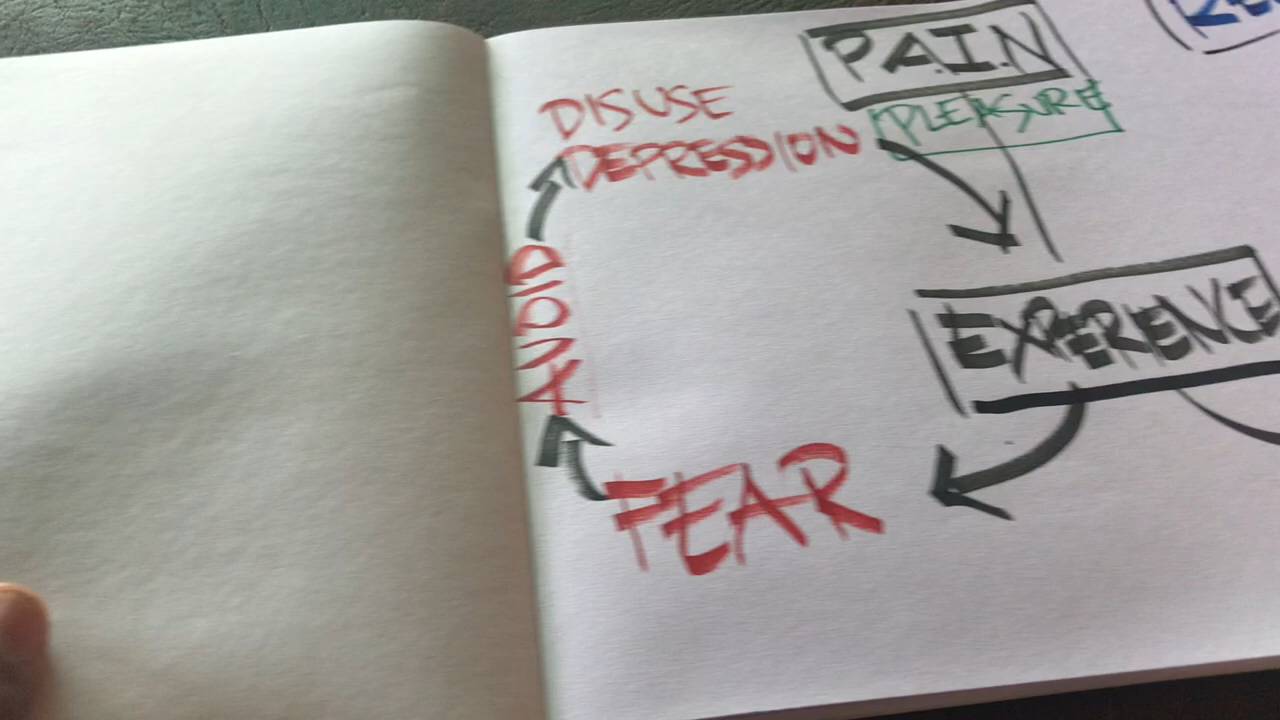 PAIN
PLEASURE
DISUSE
DEPRESSION
AVOID
EXPERIENCE
FEAR